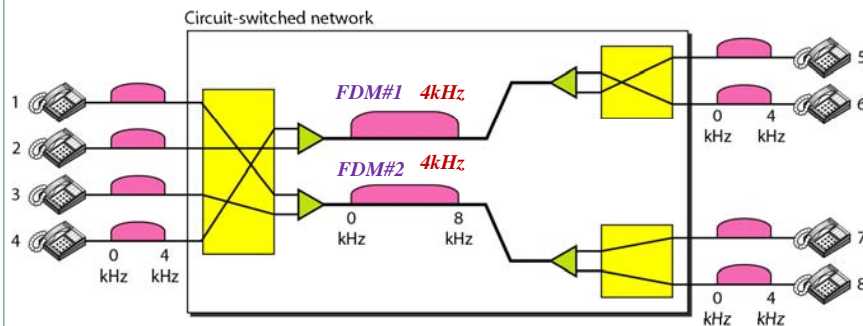 Circuit-switched network
FDM#1 4kHz
FDM#2 4kHz
1
2
3
4
0 4
kHz kHz
0 8
kHz kHz
5
6
0 4
kHz kHz
7
8
0 4
kHz kHz